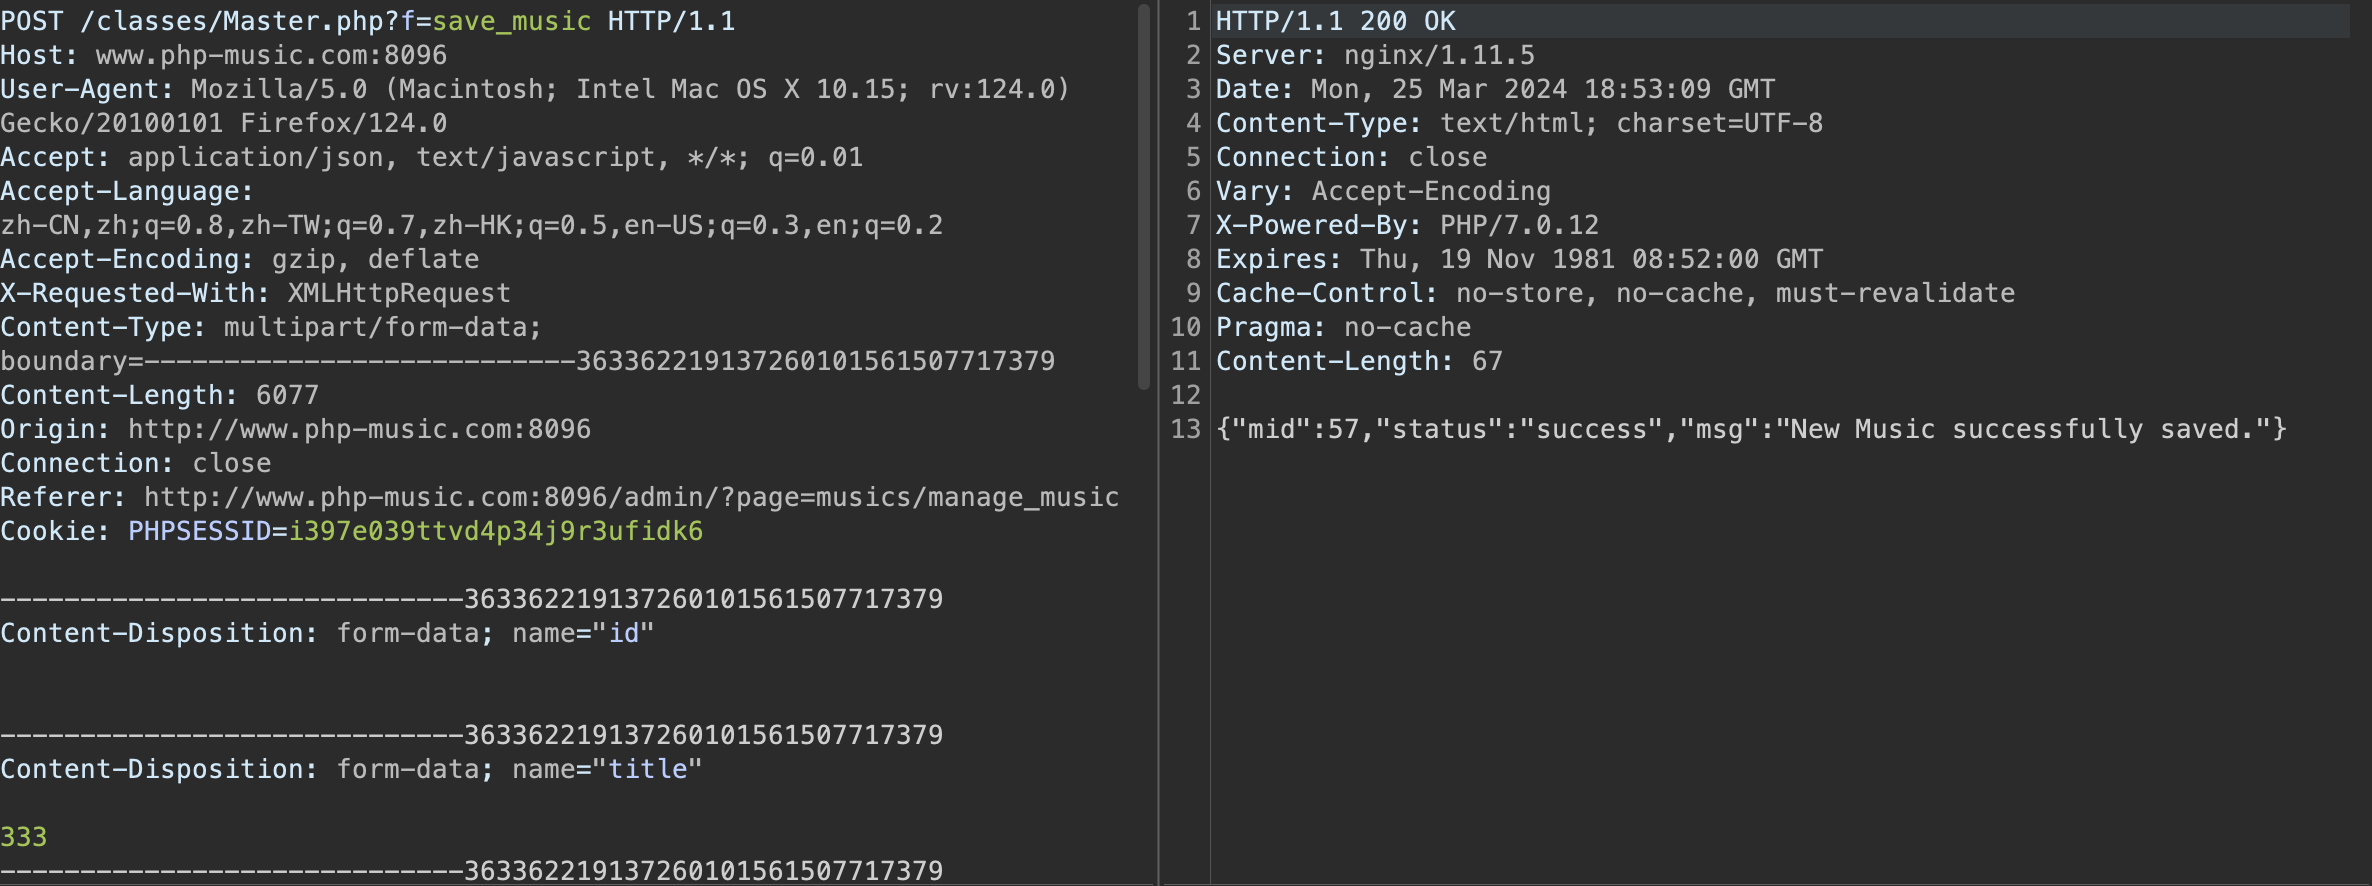 POST /classes/Master.php?f=save_music HTTP/1.1
Host: www.php-music.com:8096
User-Agent: Mozilla/5.0 (Macintosh; Intel Mac OS X 10.15; rv:124.0)
Gecko/20100101 Firefox/124.0
Accept: application/json, text/javascript, */*; q=0.01
Accept-Language:
zh-CN,zh;q=0.8,zh-TW;q=0.7,zh-HK;q=0.5,en-US;q=0.3,en;q=0.2
Accept-Encoding: gzip, deflate
X-Requested-With: XMLHttpRequest
Content-Type: multipart/form-data;
boundary=---------------------------363362219137260101561507717379
Content-Length: 6077
Origin: http://www.php-music.com:8096
Connection: close
Referer: http://www.php-music.com:8096/admin/?page=musics/manage_music
Cookie: PHPSESSID=i397e039ttvd4p34j9r3ufidk6
-----------------------------363362219137260101561507717379
Content-Disposition: form-data; name="id"
-----------------------------363362219137260101561507717379
Content-Disposition: form-data; name="title"
333
-----------------------------363362219137260101561507717379
1 HTTP/1.1 200 OK
2 Server: nginx/1.11.5
3 Date: Mon, 25 Mar 2024 18:53:09 GMT
4 Content-Type: text/html; charset=UTF-8
5 Connection: close
6 Vary: Accept-Encoding
7 X-Powered-By: PHP/7.0.12
8 Expires: Thu, 19 Nov 1981 08:52:00 GMT
9 Cache-Control: no-store, no-cache, must-revalidate
10 Pragma: no-cache
11 Content-Length: 67
12
13 {"mid":57,"status":"success","msg":"New Music successfully saved."}